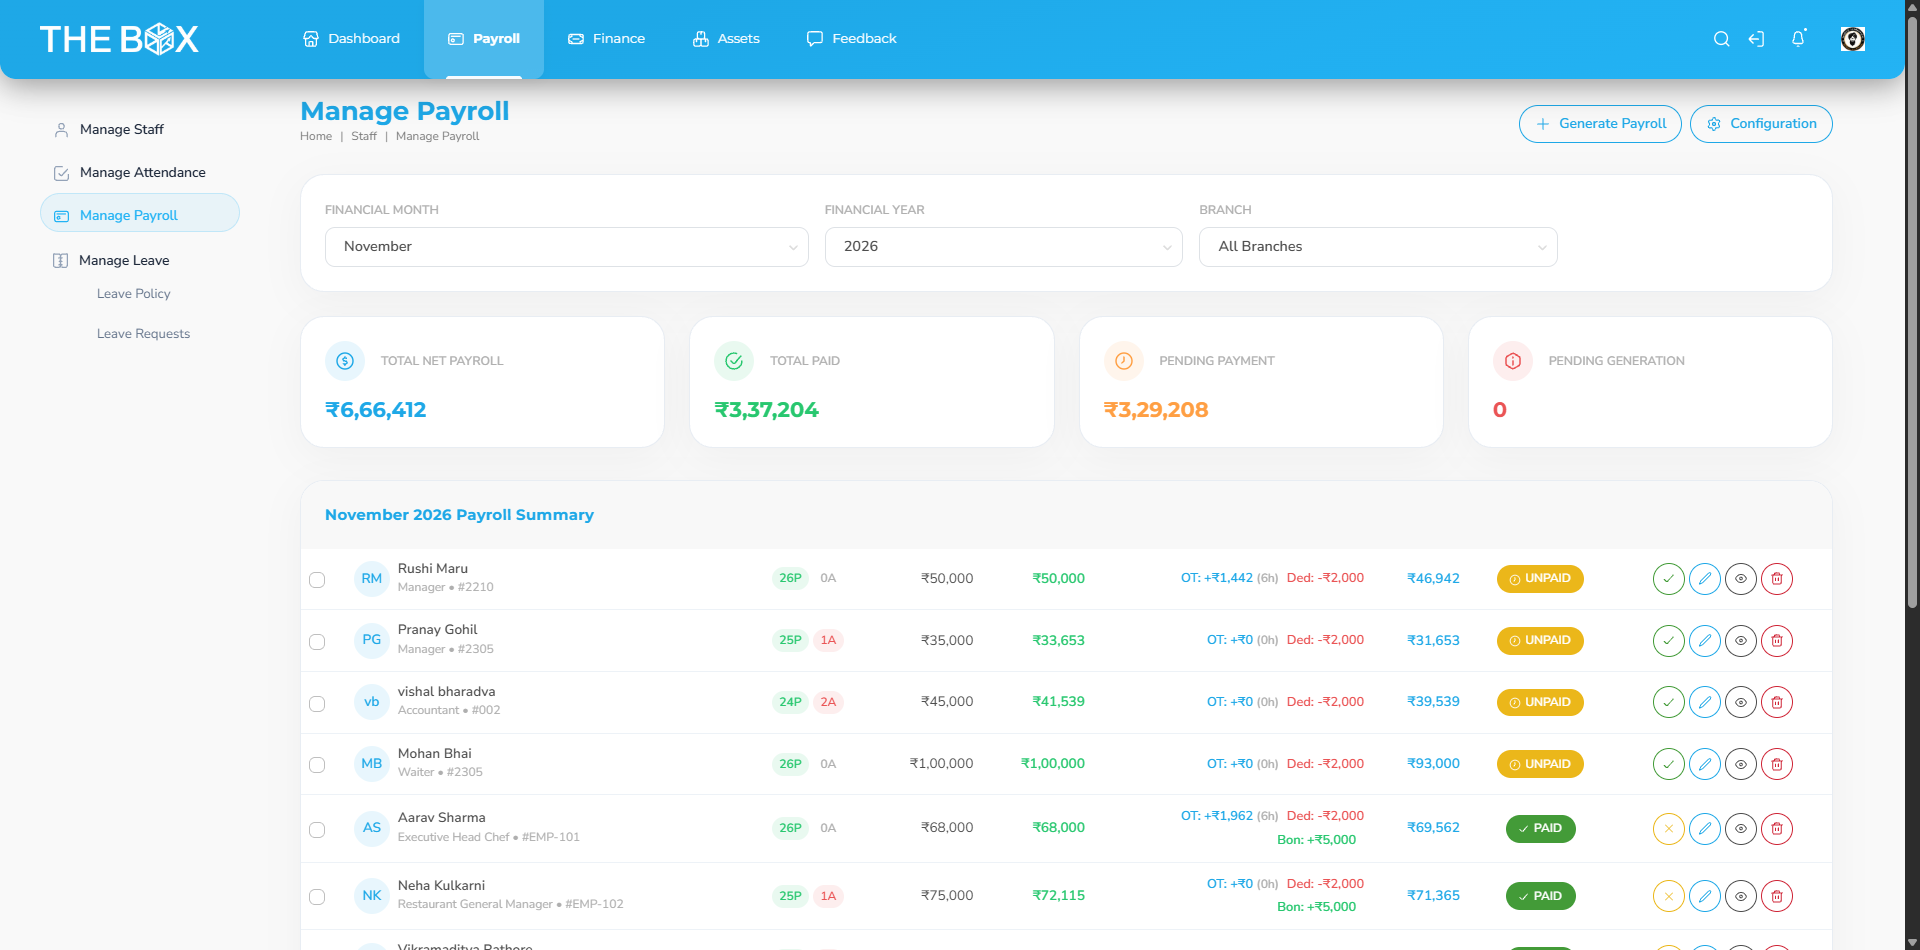 THE BOX
Dashboard
Payroll
Finance
Assets
Feedback
Manage Staff
Manage Attendance
Manage Payroll
Manage Leave
Leave Policy
Leave Requests
Manage Payroll
Home | Staff | Manage Payroll
Generate Payroll
Configuration
FINANCIAL MONTH
November
FINANCIAL YEAR
2026
BRANCH
All Branches
TOTAL NET PAYROLL
₹6,66,412
TOTAL PAID
₹3,37,204
PENDING PAYMENT
₹3,29,208
PENDING GENERATION
0
November 2026 Payroll Summary
RM Rushi Maru 26P 0A ₹50,000 ₹50,000 OT: +₹1,442 (6h) Ded: -₹2,000 ₹46,942 UNPAID
Manager • #2210
PG Pranay Gohil 25P 1A ₹35,000 ₹33,653 OT: +₹0 (0h) Ded: -₹2,000 ₹31,653 UNPAID
Manager • #2305
vb vishal bharadva 24P 2A ₹45,000 ₹41,539 OT: +₹0 (0h) Ded: -₹2,000 ₹39,539 UNPAID
Accountant • #002
MB Mohan Bhai 26P 0A ₹1,00,000 ₹1,00,000 OT: +₹0 (0h) Ded: -₹2,000 ₹93,000 UNPAID
Waiter • #2305
AS Aarav Sharma 26P 0A ₹68,000 ₹68,000 OT: +₹1,962 (6h) Ded: -₹2,000 ₹69,562 PAID
Executive Head Chef • #EMP-101 Bon: +₹5,000
NK Neha Kulkarni 25P 1A ₹75,000 ₹72,115 OT: +₹0 (0h) Ded: -₹2,000 ₹71,365 PAID
Restaurant General Manager • #EMP-102 Bon: +₹5,000
Vikramaditya Rathore